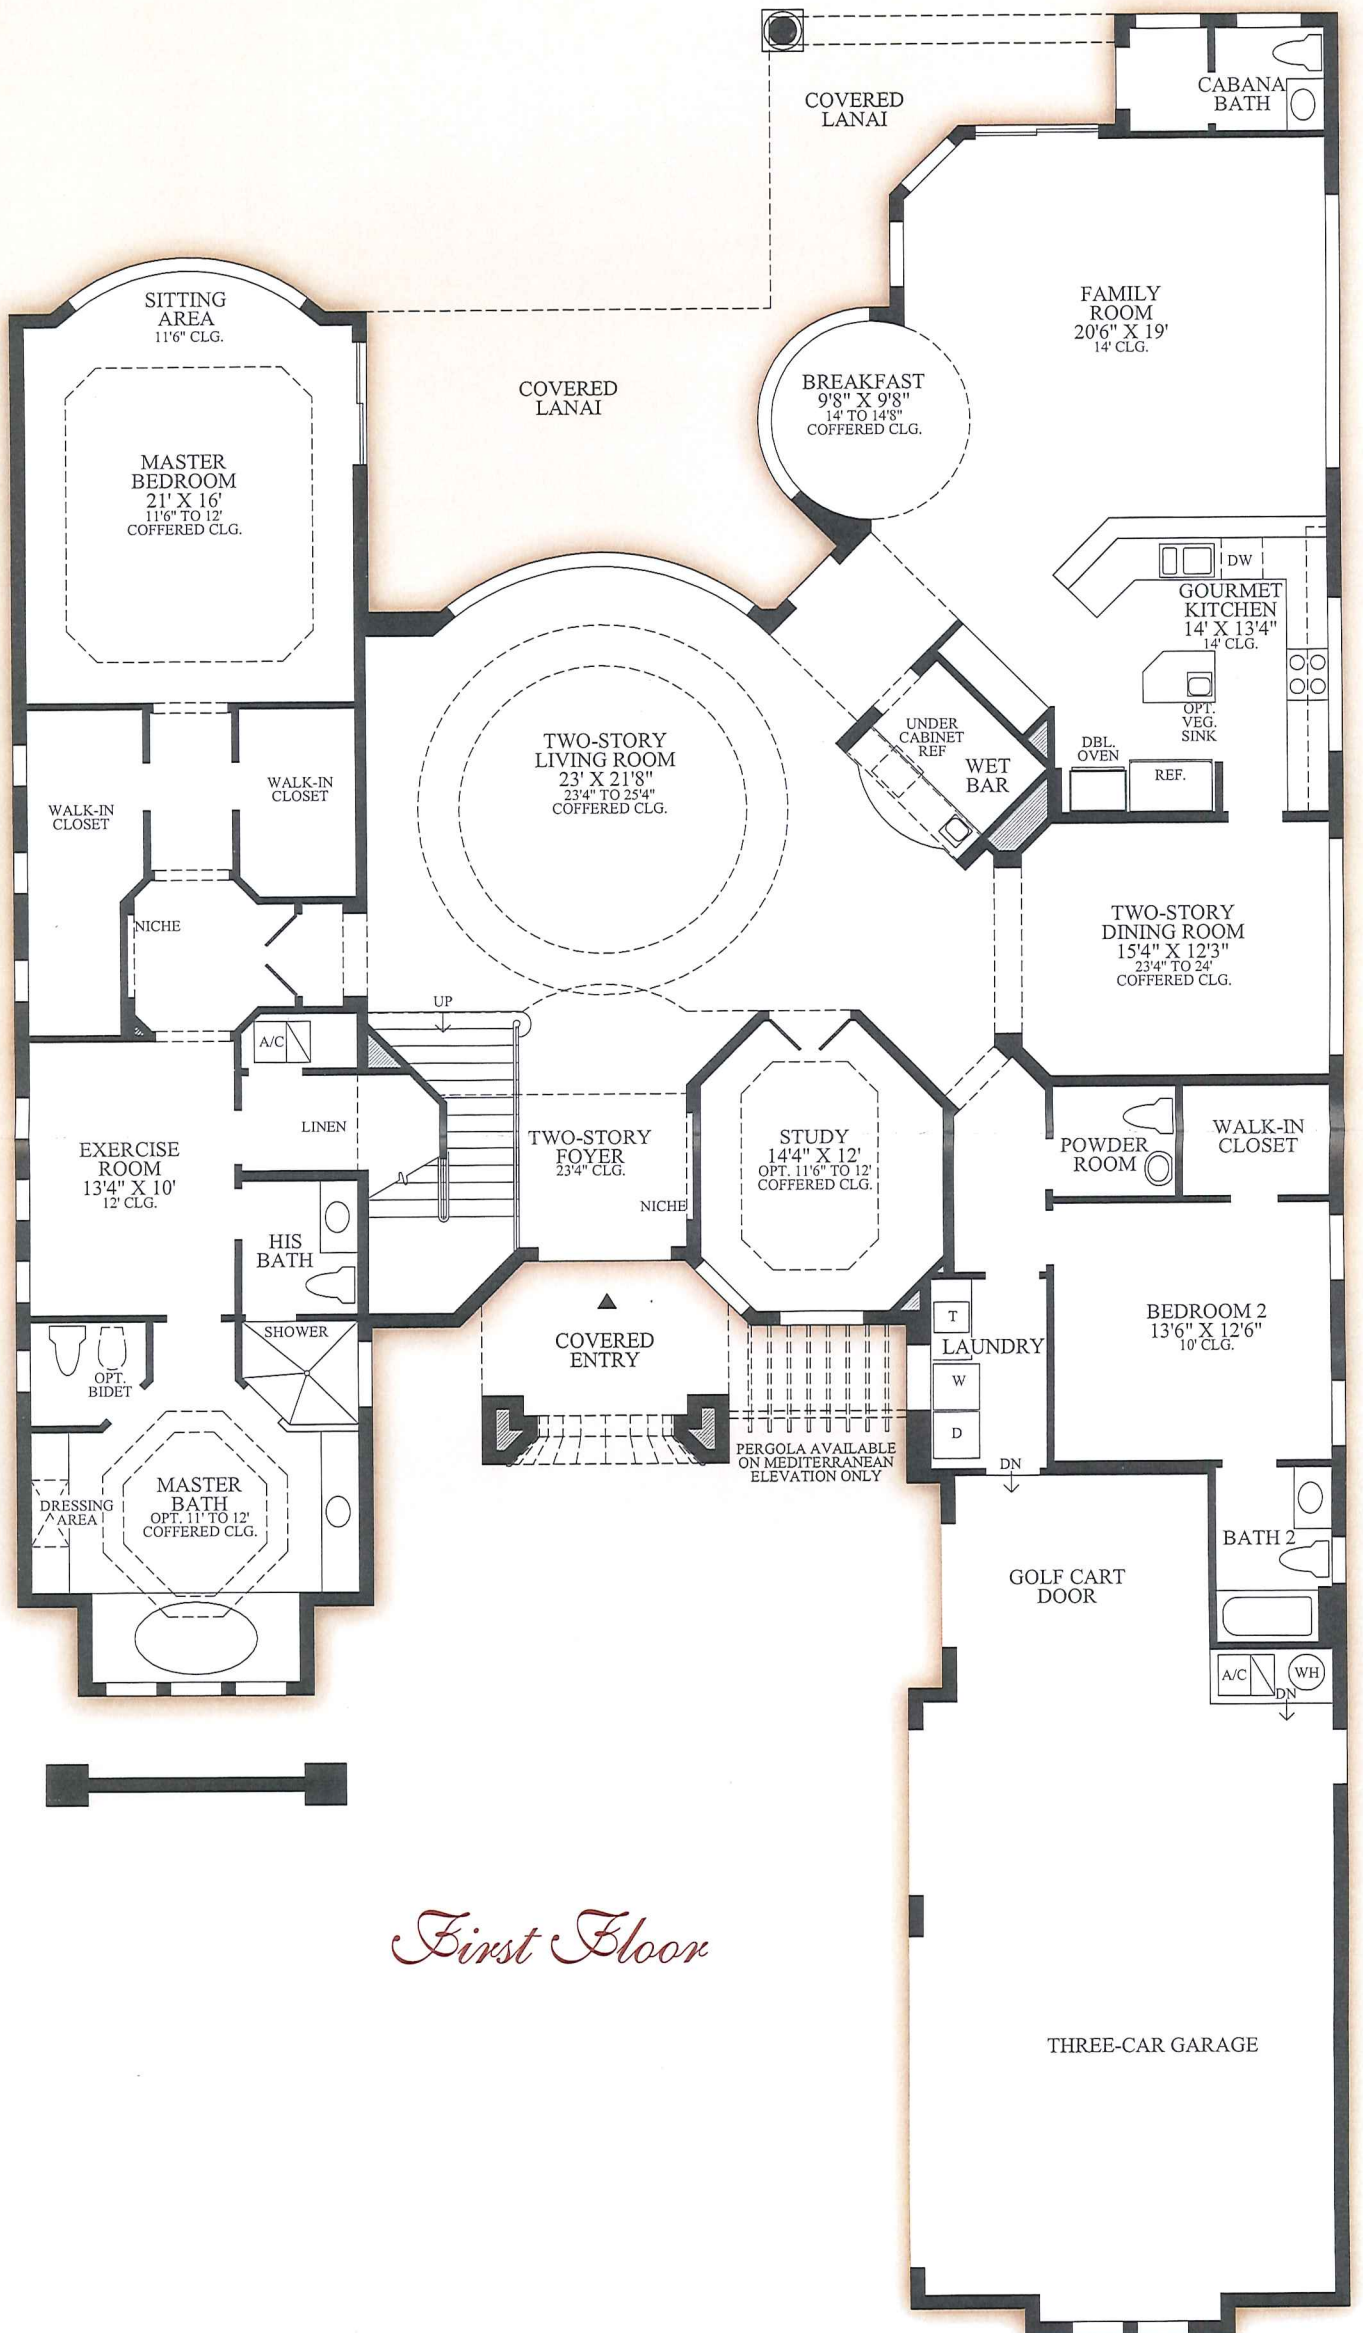 CABANA
BATH
COVERED
LANAI
SITTING
AREA
11'6" CLG.
FAMILY
ROOM
20'6" X 19'
14' CLG.
BREAKFAST
9'8" X 9'8"
14' TO 14'8"
COFFERED CLG.
COVERED
LANAI
MASTER
BEDROOM
21' X 16'
11'6" TO 12'
COFFERED CLG.
DW
GOURMET
KITCHEN
14' X 13'4"
14' CLG.
OPT.
VEG.
SINK
DBL.
OVEN
REF.
UNDER
CABINET
REF
WET
BAR
TWO-STORY
LIVING ROOM
23' X 21'8"
23'4" TO 25'4"
COFFERED CLG.
WALK-IN
CLOSET
WALK-IN
CLOSET
NICHE
TWO-STORY
DINING ROOM
15'4" X 12'3"
23'4" TO 24'
COFFERED CLG.
UP
A/C
LINEN
EXERCISE
ROOM
13'4" X 10'
12' CLG.
TWO-STORY
FOYER
23'4" CLG.
NICHE
STUDY
14'4" X 12'
OPT. 11'6" TO 12'
COFFERED CLG.
POWDER
ROOM
WALK-IN
CLOSET
HIS
BATH
SHOWER
COVERED
ENTRY
T
LAUNDRY
W
D
DN
BEDROOM 2
13'6" X 12'6"
10' CLG.
OPT.
BIDET
PERGOLA AVAILABLE
ON MEDITERRANEAN
ELEVATION ONLY
MASTER
BATH
OPT. 11' TO 12'
COFFERED CLG.
DRESSING
AREA
BATH 2
GOLF CART
DOOR
A/C
WH
DN
First Floor
THREE-CAR GARAGE